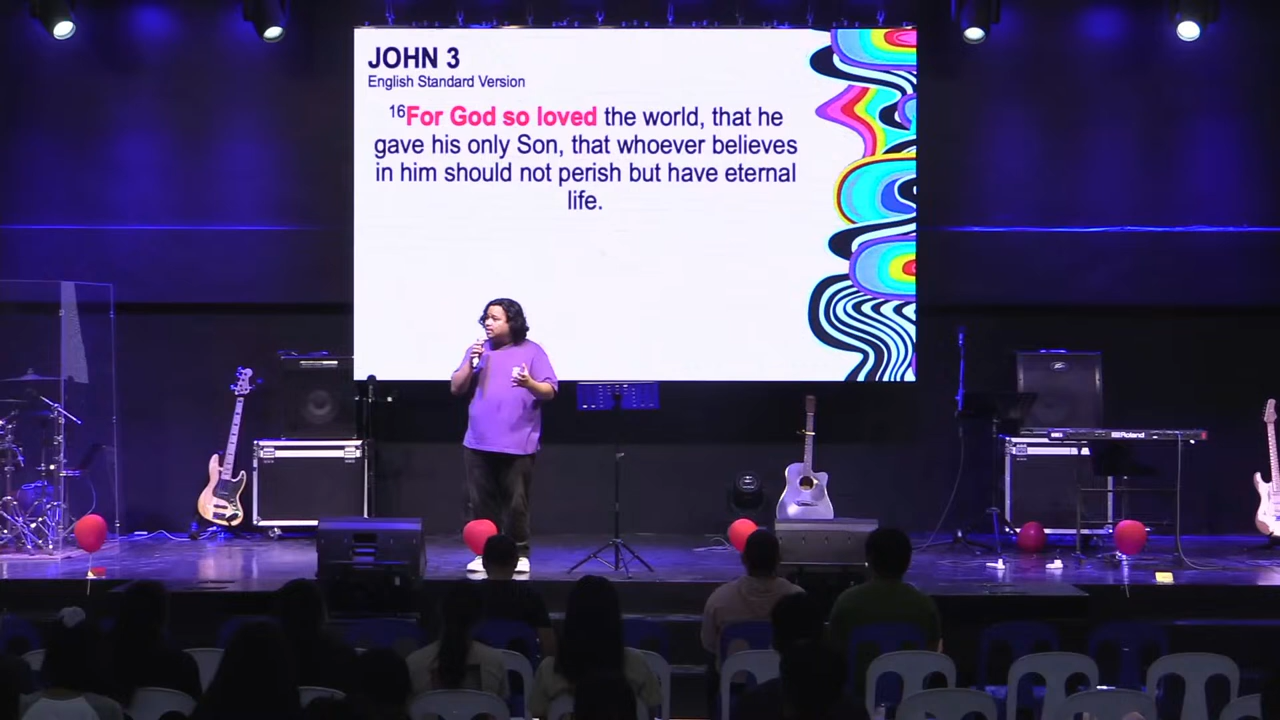 JOHN 3
English Standard Version
16For God so loved the world, that he
gave his only Son, that whoever believes
in him should not perish but have eternal
life.
Roland